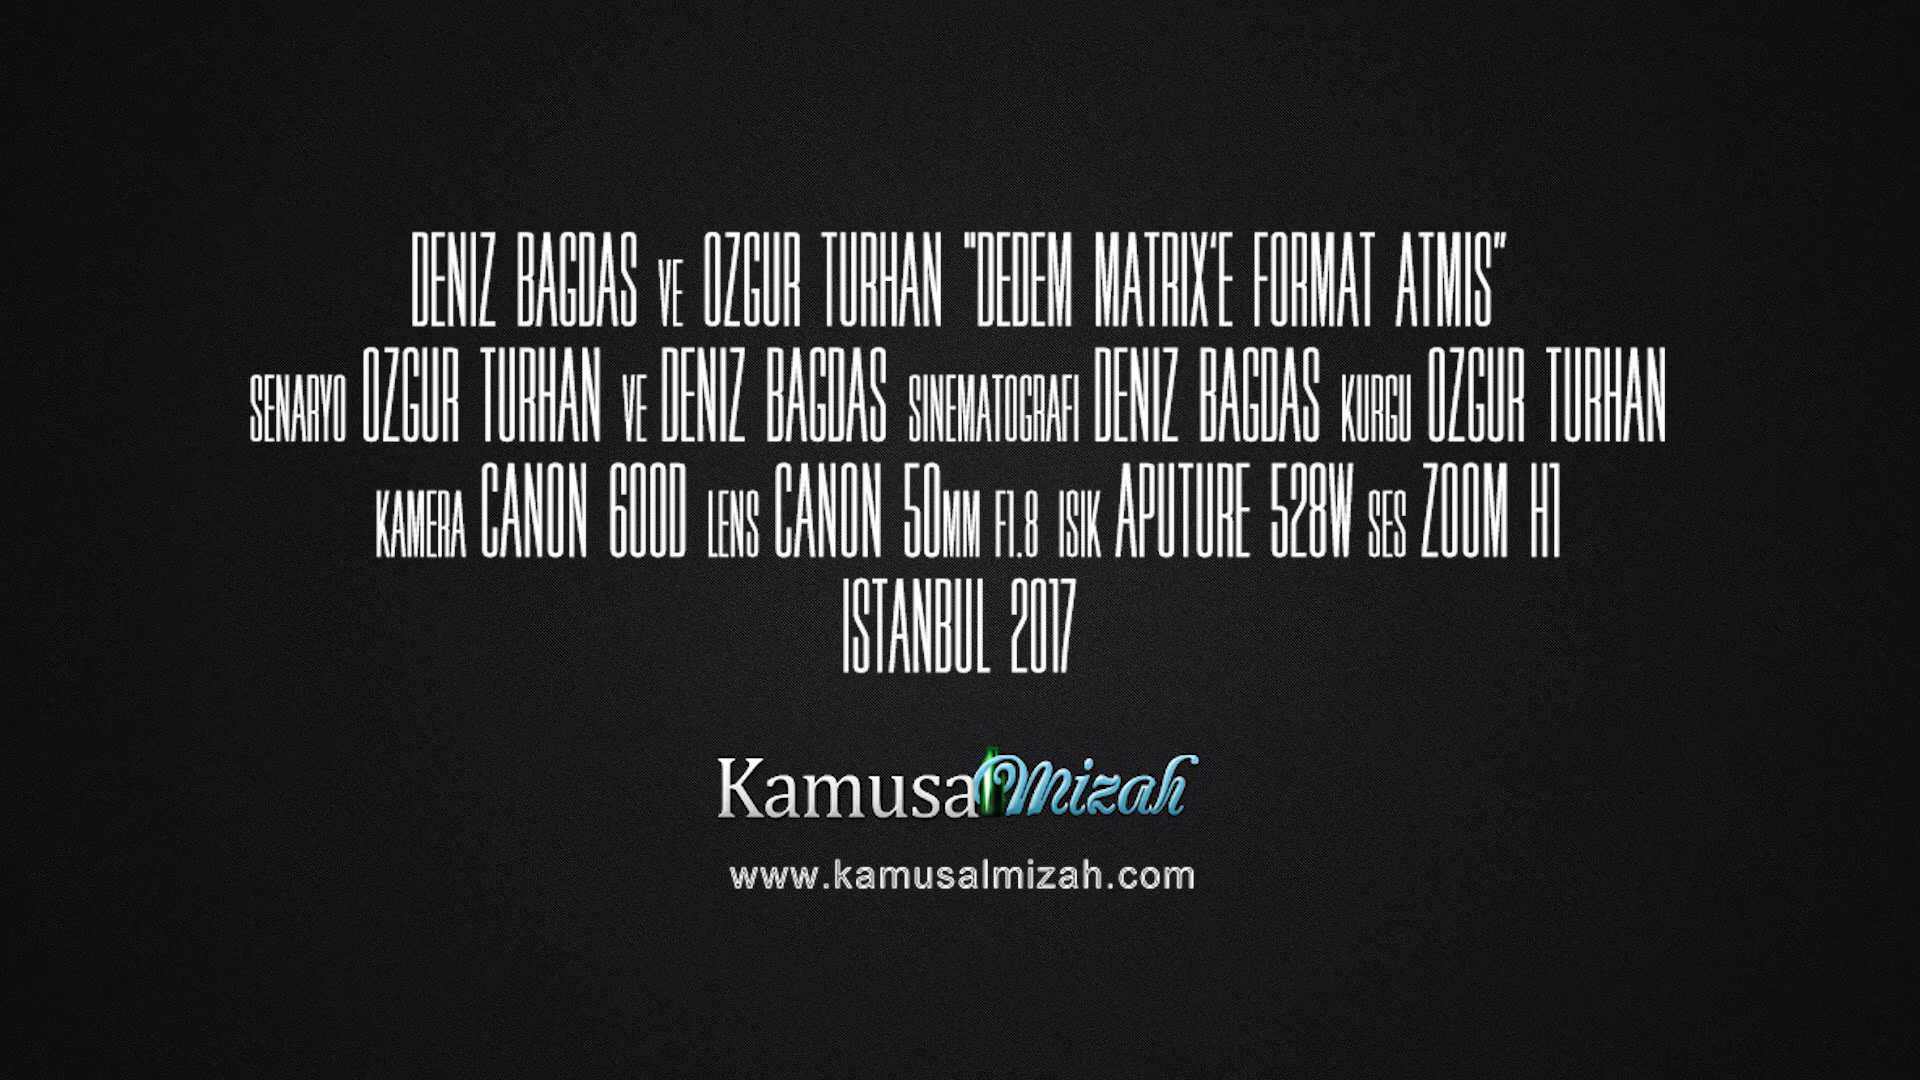 DENIZ BAGDAS VE OZGUR TURHAN "DEDEM MATRIX'E FORMAT ATMIS"
SENARYO OZGUR TURHAN VE DENIZ BAGDAS SINEMATOGRAFI DENIZ BAGDAS KURGU OZGUR TURHAN
KAMERA CANON 600D LENS CANON 50MM F1.8 ISIK APUTURE 528W SES ZOOM H1
ISTANBUL 2017
Kamusal Mizah
www.kamusalmizah.com